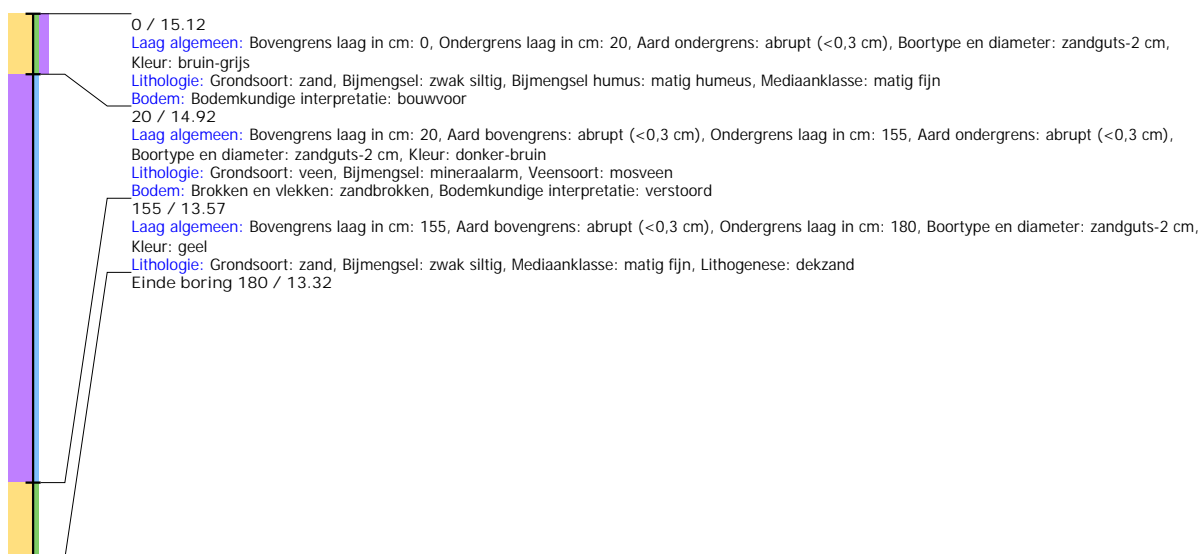 0 / 15.12
Laag algemeen: Bovengrens laag in cm: 0, Ondergrens laag in cm: 20, Aard ondergrens: abrupt (<0,3 cm), Boortype en diameter: zandguts-2 cm,
Kleur: bruin-grijs
Lithologie: Grondsoort: zand, Bijmengsel: zwak siltig, Bijmengsel humus: matig humeus, Mediaanklasse: matig fijn
Bodem: Bodemkundige interpretatie: bouwvoor
20 / 14.92
Laag algemeen: Bovengrens laag in cm: 20, Aard bovengrens: abrupt (<0,3 cm), Ondergrens laag in cm: 155, Aard ondergrens: abrupt (<0,3 cm),
Boortype en diameter: zandguts-2 cm, Kleur: donker-bruin
Lithologie: Grondsoort: veen, Bijmengsel: mineraalarm, Veensoort: mosveen
Bodem: Brokken en vlekken: zandbrokken, Bodemkundige interpretatie: verstoord
155 / 13.57
Laag algemeen: Bovengrens laag in cm: 155, Aard bovengrens: abrupt (<0,3 cm), Ondergrens laag in cm: 180, Boortype en diameter: zandguts-2 cm,
Kleur: geel
Lithologie: Grondsoort: zand, Bijmengsel: zwak siltig, Mediaanklasse: matig fijn, Lithogenese: dekzand
Einde boring 180 / 13.32